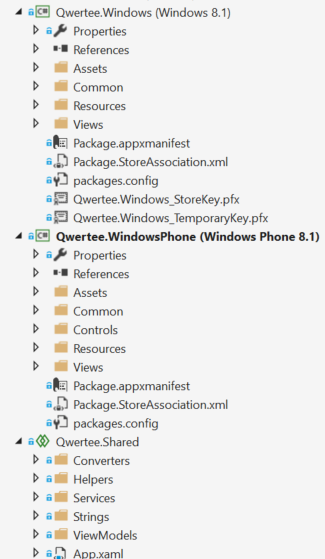 Qwertee.Windows (Windows 8.1)
Properties
References
Assets
Common
Resources
Views
Package.appxmanifest
Package.StoreAssociation.xml
packages.config
Qwertee.Windows_StoreKey.pfx
Qwertee.Windows_TemporaryKey.pfx
Qwertee.WindowsPhone (Windows Phone 8.1)
Properties
References
Assets
Common
Controls
Resources
Views
Package.appxmanifest
Package.StoreAssociation.xml
packages.config
Qwertee.Shared
Converters
Helpers
Services
Strings
ViewModels
App.xaml